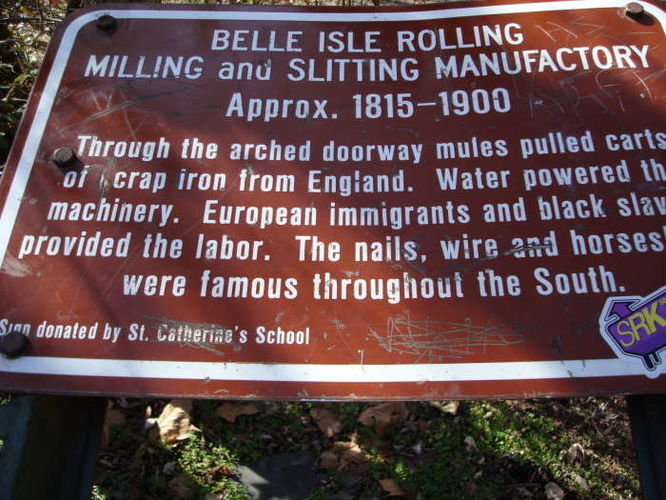 BELLE ISLE ROLLING
MILLING and SLITTING MANUFACTORY
Approx. 1815-1900
Through the arched doorway mules pulled carts
of crap iron from England. Water powered th
machinery. European immigrants and black slav
provided the labor. The nails, wire and horses
were famous throughout the South.
Sign donated by St. Catherine's School
SRK